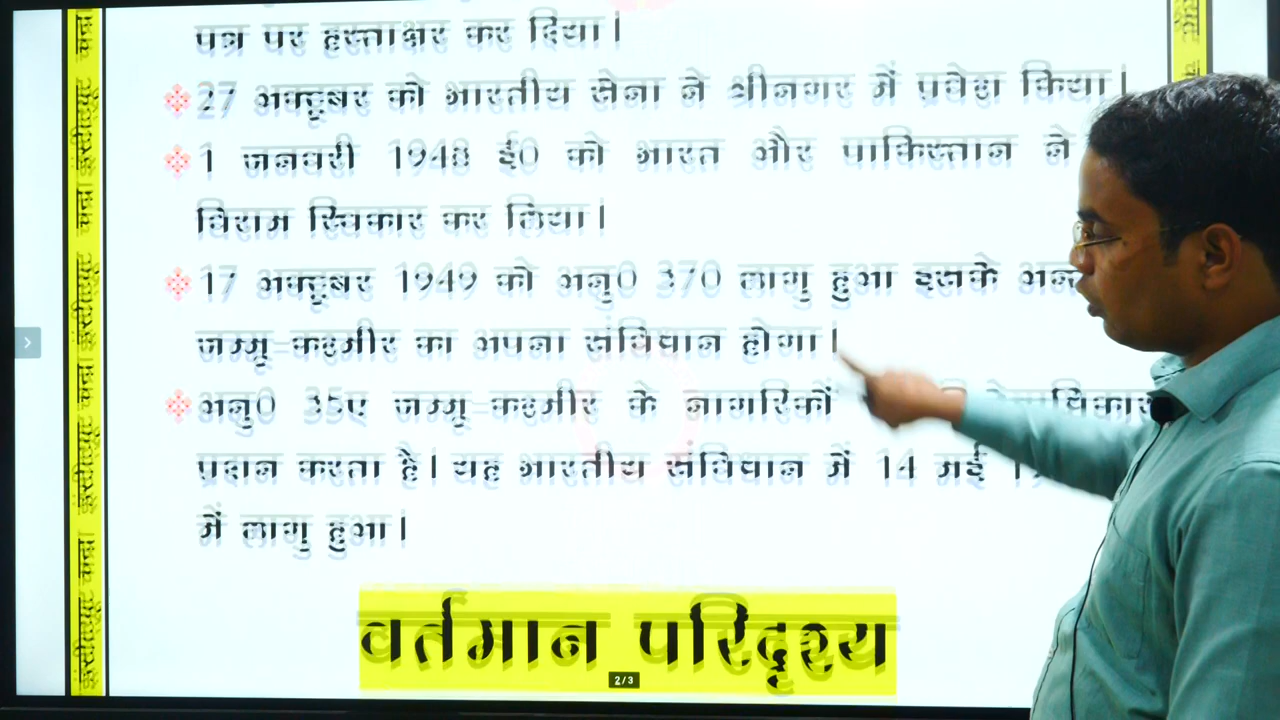 पत्र पर हस्ताक्षर कर दिया।
27 अक्टूबर को भारतीय सेना ने श्रीनगर में प्रवेश किया।
1 जनवरी 1948 ई0 को भारत और पाकिस्तान ने
विराम स्विकार कर लिया।
17 अक्टूबर 1949 को अनु0 370 लागु हुआ इसके
जम्मू-कश्मीर का अपना संविधान होगा।
अनु0 35ए जम्मू-कश्मीर के नागरिकों
प्रदान करता है। यह भारतीय संविधान में 14 मई
में लागु हुआ।
वर्तमान परिदृश्य
2/3